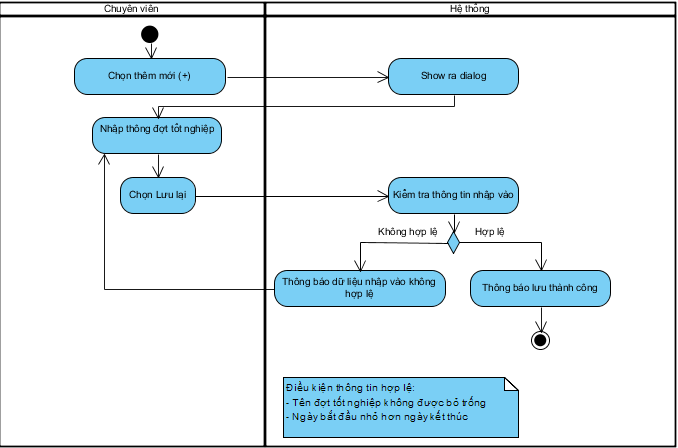 Chuyên viên
Hệ thống
Chọn thêm mới (+)
Show ra dialog
Nhập thông đợt tốt nghiệp
Chọn Lưu lại
Kiểm tra thông tin nhập vào
Không hợp lệ
Hợp lệ
Thông báo dữ liệu nhập vào không
hợp lệ
Thông báo lưu thành công
Điều kiện thông tin hợp lệ:
- Tên đợt tốt nghiệp không được bỏ trống
- Ngày bắt đầu nhỏ hơn ngày kết thúc